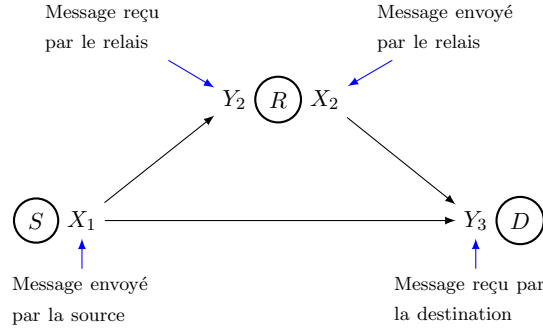 Message reçu
par le relais
Message envoyé
par le relais
Y2 R X2
S X1
Y3 D
Message envoyé
par la source
Message reçu par
la destination